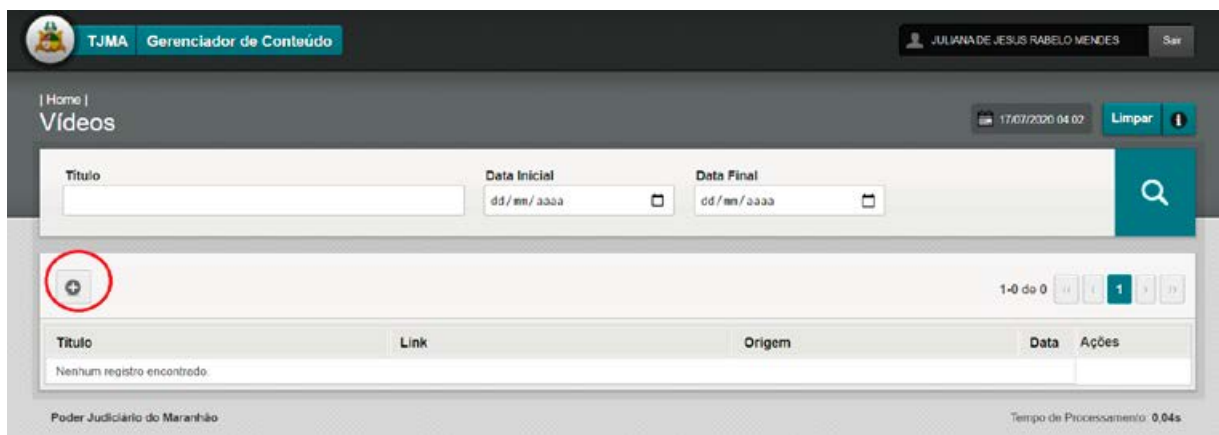 TJMA Gerenciador de Conteúdo
JULIANA DE JESUS RABELO MENDES Sair
| Home |
Vídeos
17/07/2020 04:02 Limpar
Título Data Inicial Data Final
dd/mm/aaaa dd/mm/aaaa
1-0 de 0 1
Título Link Origem Data Ações
Nenhum registro encontrado.
Poder Judiciário do Maranhão Tempo de Processamento: 0,04s